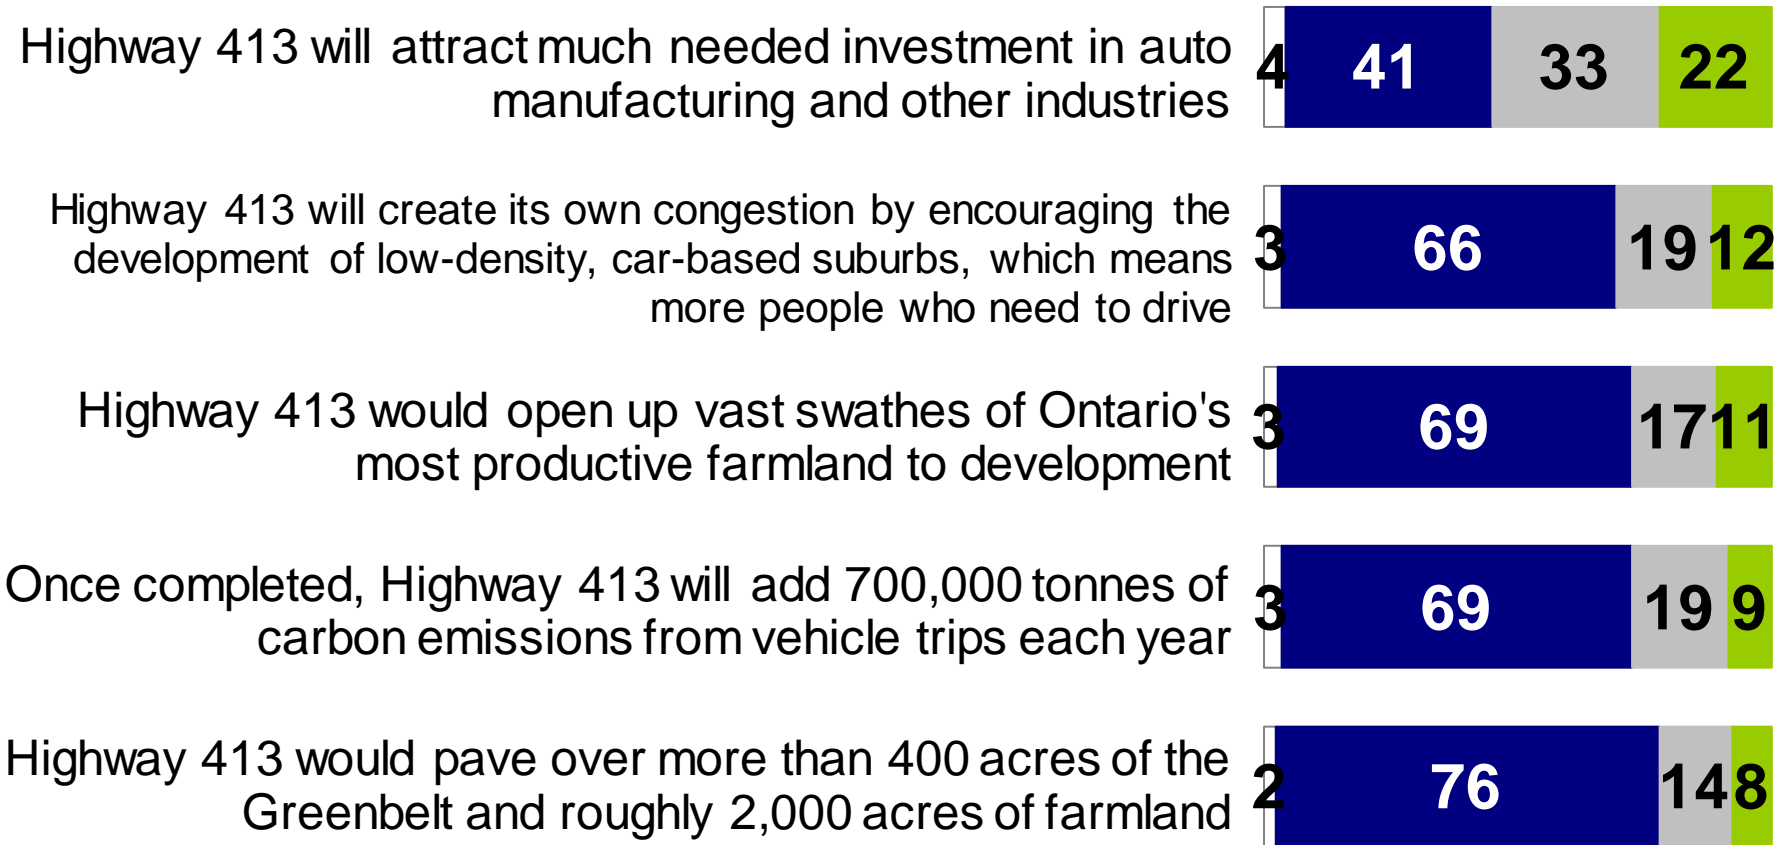 Highway 413 will attract much needed investment in auto
manufacturing and other industries
4 41 33 22
Highway 413 will create its own congestion by encouraging the
development of low-density, car-based suburbs, which means
more people who need to drive
3 66 19 12
Highway 413 would open up vast swathes of Ontario's
most productive farmland to development
3 69 17 11
Once completed, Highway 413 will add 700,000 tonnes of
carbon emissions from vehicle trips each year
3 69 19 9
Highway 413 would pave over more than 400 acres of the
Greenbelt and roughly 2,000 acres of farmland
2 76 14 8